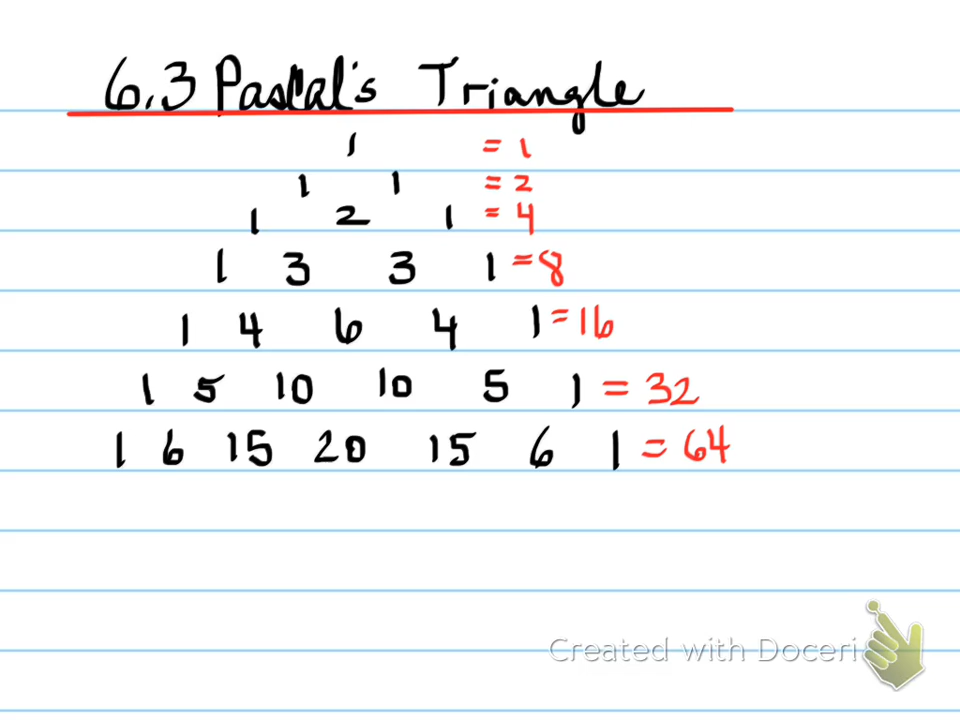 6.3 Pascal's Triangle
1 = 1
1 1 = 2
1 2 1 = 4
1 3 3 1 = 8
1 4 6 4 1 = 16
1 5 10 10 5 1 = 32
1 6 15 20 15 6 1 = 64
Created with Doceri